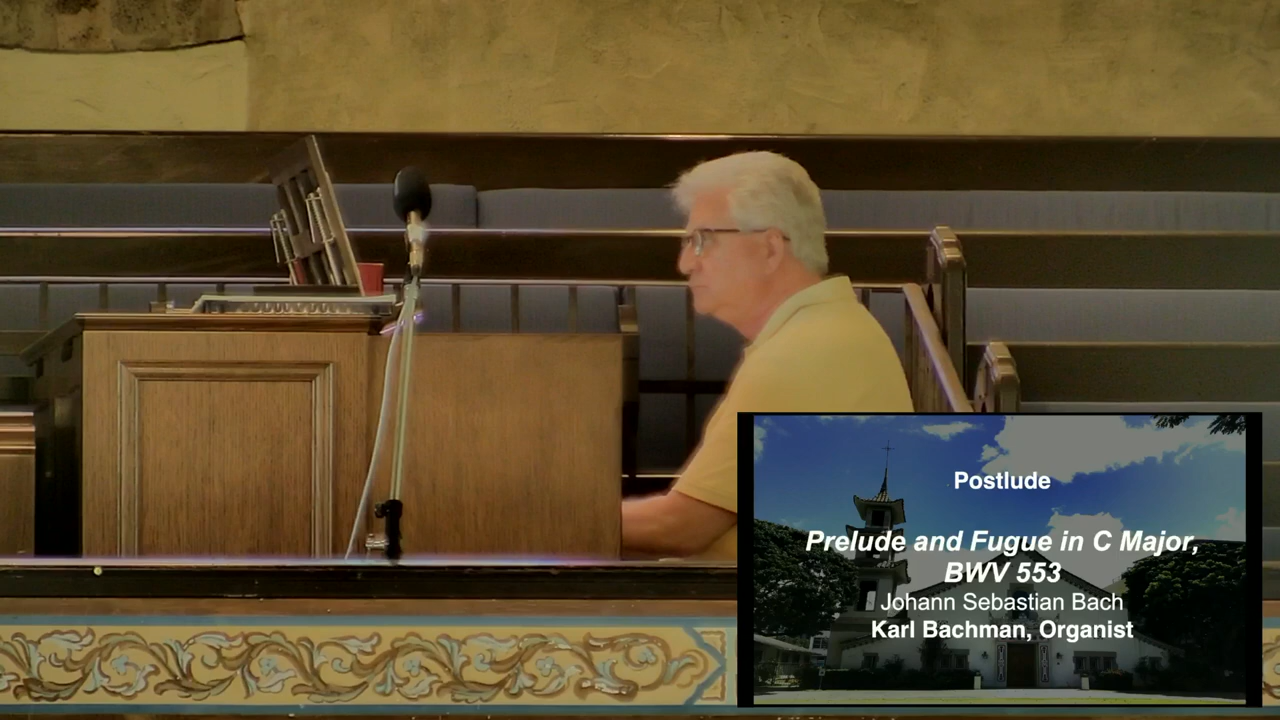 Postlude
Prelude and Fugue in C Major,
BWV 553
Johann Sebastian Bach
Karl Bachman, Organist